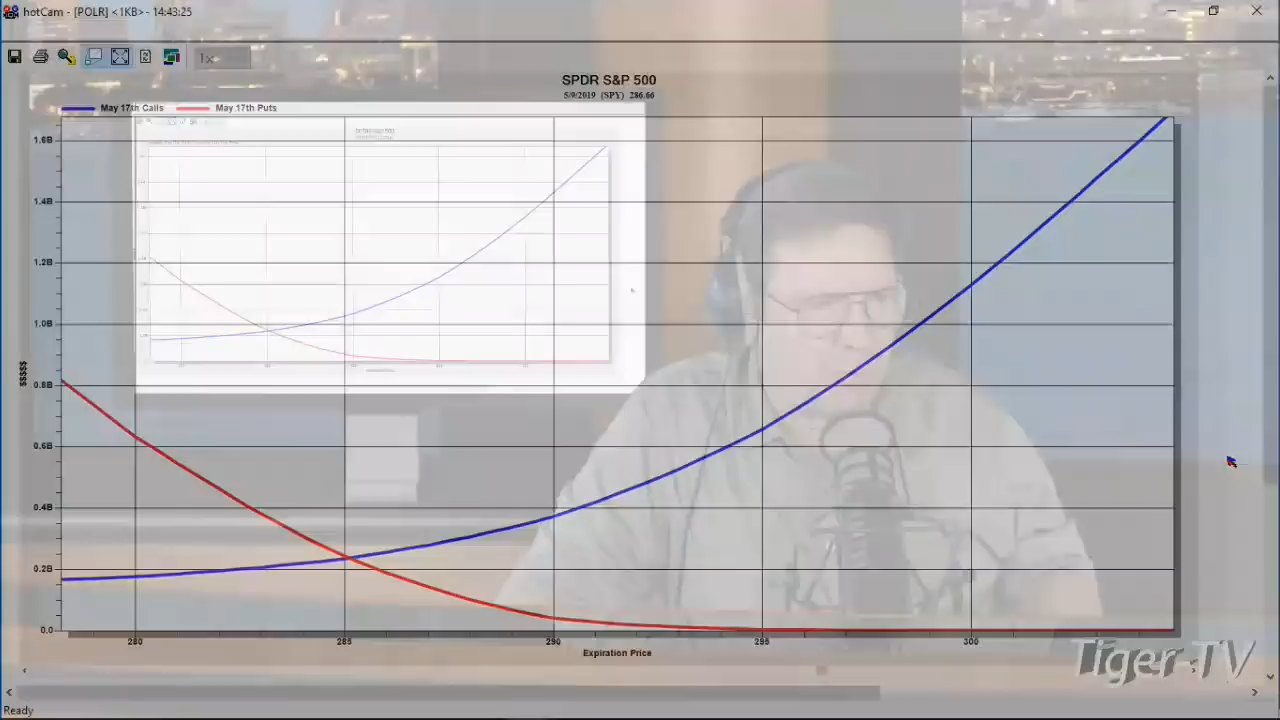 hotCam - [POLR] <1KB> - 14:43:25
1x
SPDR S&P 500
5/9/2019 (SPY) 286.66
May 17th Calls
May 17th Puts
1.6B
1.4B
1.2B
1.0B
0.8B
$$$$$
0.6B
0.4B
0.2B
0.0
280 285 290 295 300
Expiration Price
Tiger-TV
Ready